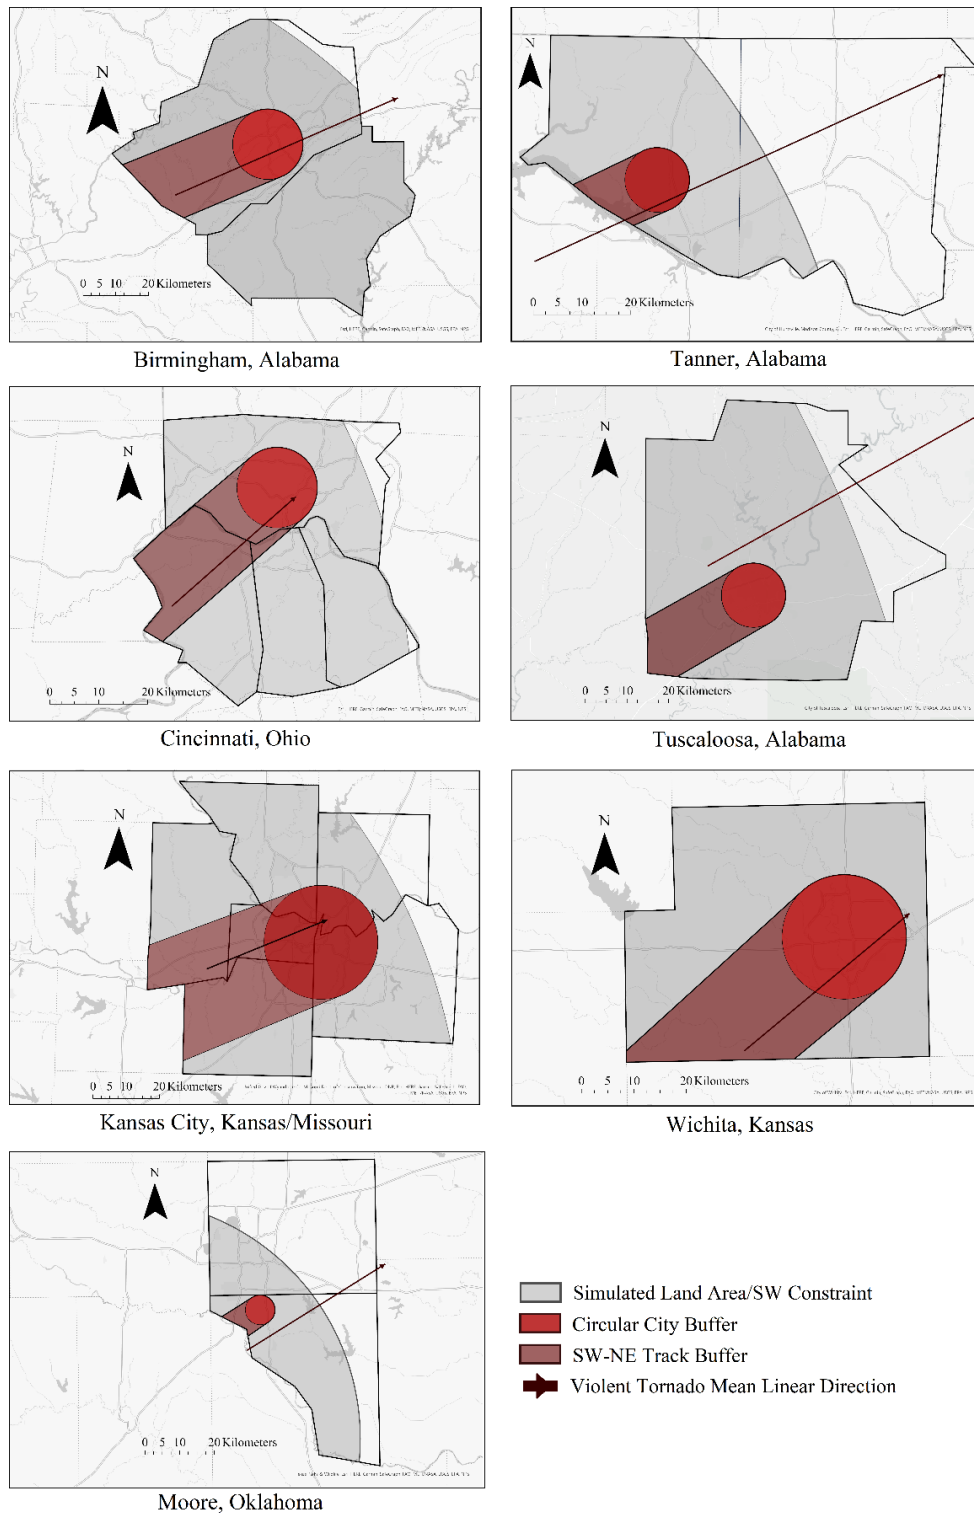 N
0 5 10 20 Kilometers
Birmingham, Alabama
N
0 5 10 20 Kilometers
Tanner, Alabama
N
0 5 10 20 Kilometers
Cincinnati, Ohio
N
0 5 10 20 Kilometers
Tuscaloosa, Alabama
N
0 5 10 20 Kilometers
Kansas City, Kansas/Missouri
N
0 5 10 20 Kilometers
Wichita, Kansas
N
0 5 10 20 Kilometers
Moore, Oklahoma
Simulated Land Area/SW Constraint
Circular City Buffer
SW-NE Track Buffer
Violent Tornado Mean Linear Direction